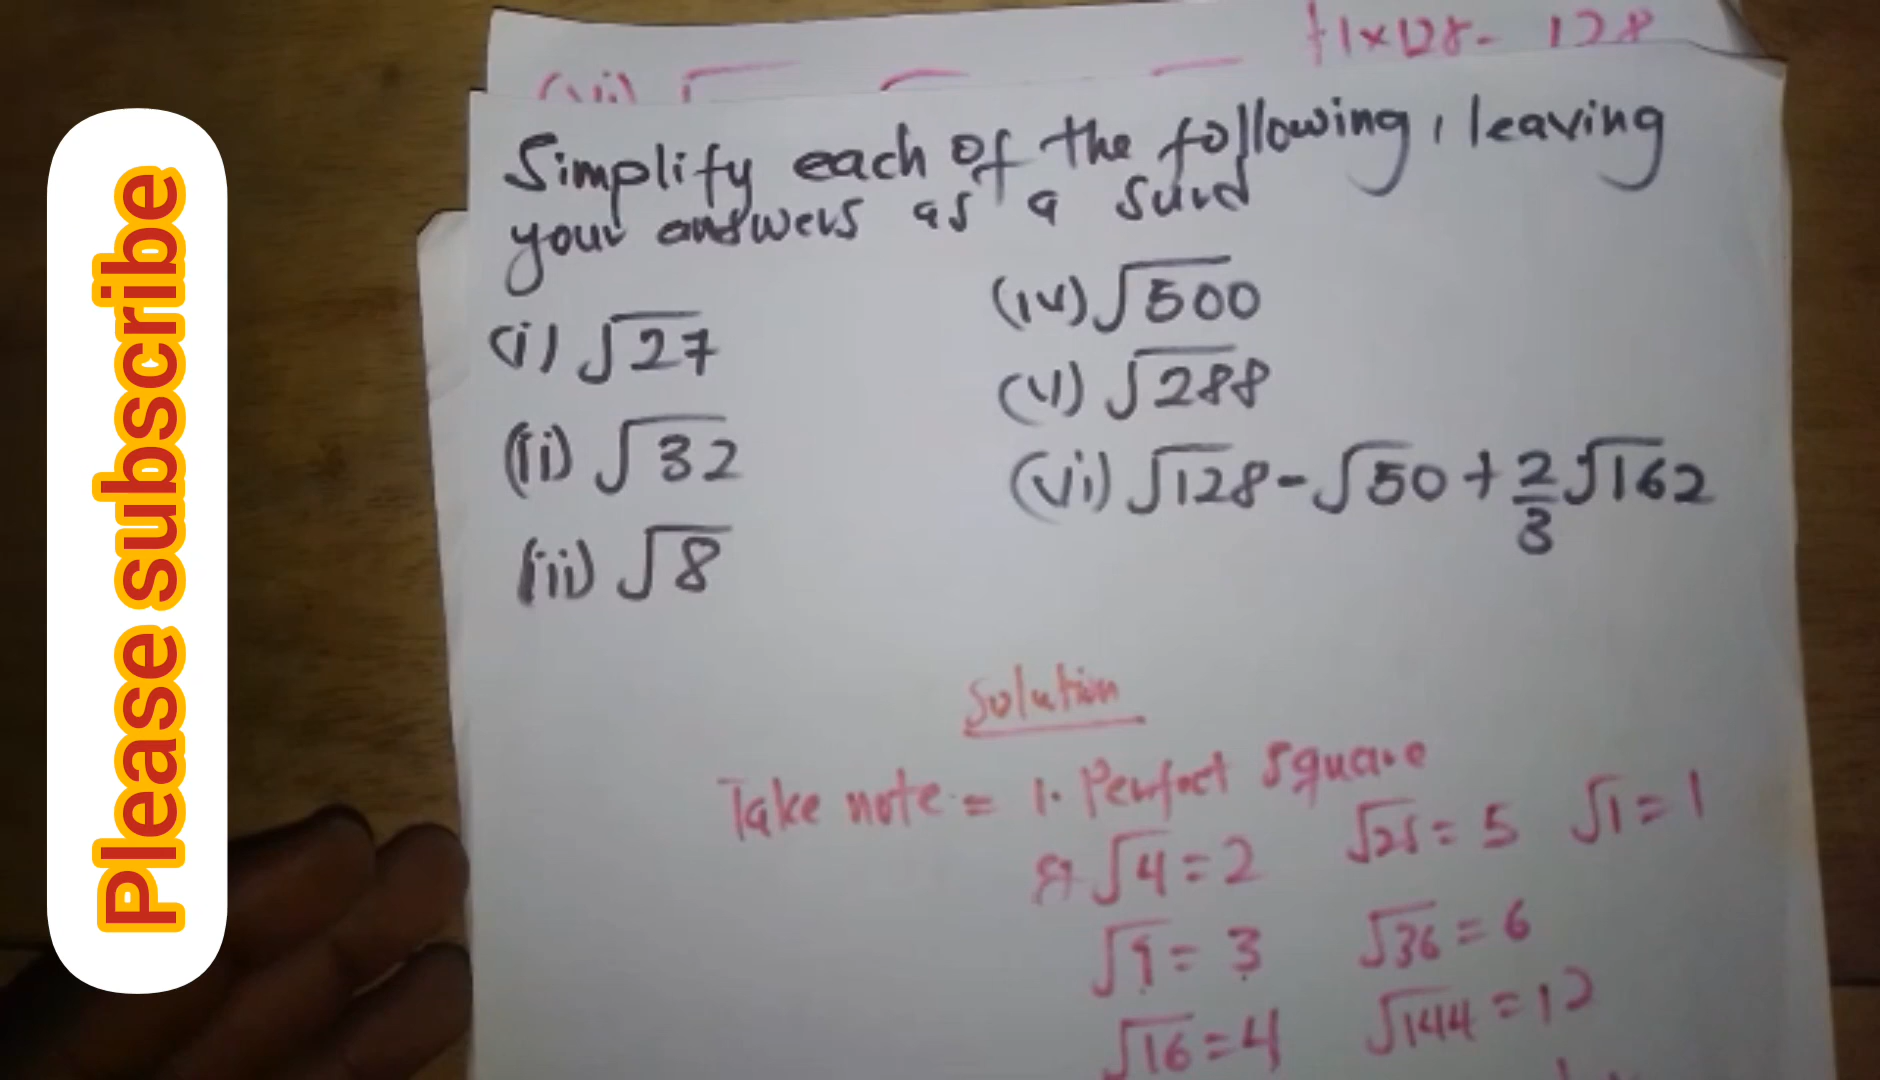 Please subscribe
+1×128 = 128
(vi) √
Simplify each of the following, leaving
your answers as a surd
(i) √27
(ii) √32
(iii) √8
(iv) √500
(v) √288
(vi) √128 - √50 + 2/3 √162
Solution
Take note = 1. Perfect square
√4 = 2 √25 = 5 √1 = 1
√9 = 3 √36 = 6
√16 = 4 √144 = 12